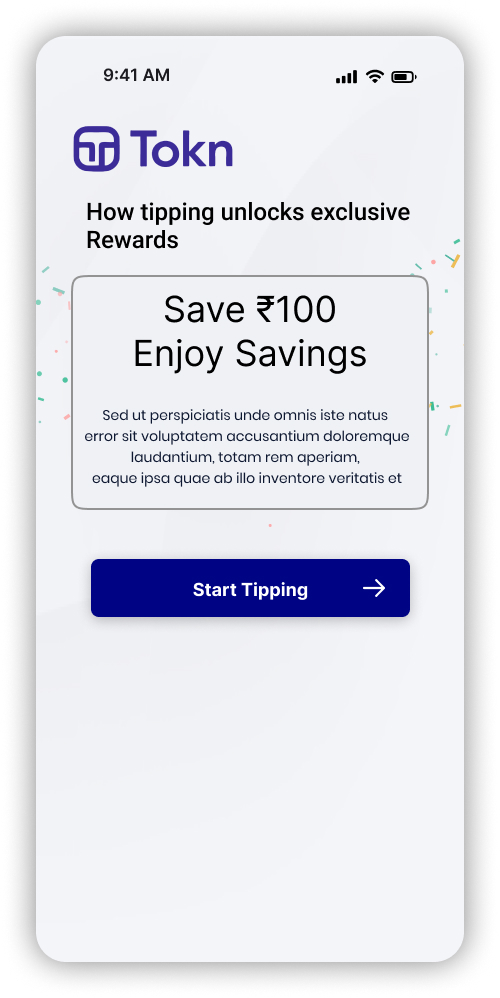 9:41 AM
Tokn
How tipping unlocks exclusive
Rewards
Save ₹100
Enjoy Savings
Sed ut perspiciatis unde omnis iste natus
error sit voluptatem accusantium doloremque
laudantium, totam rem aperiam,
eaque ipsa quae ab illo inventore veritatis et
Start Tipping